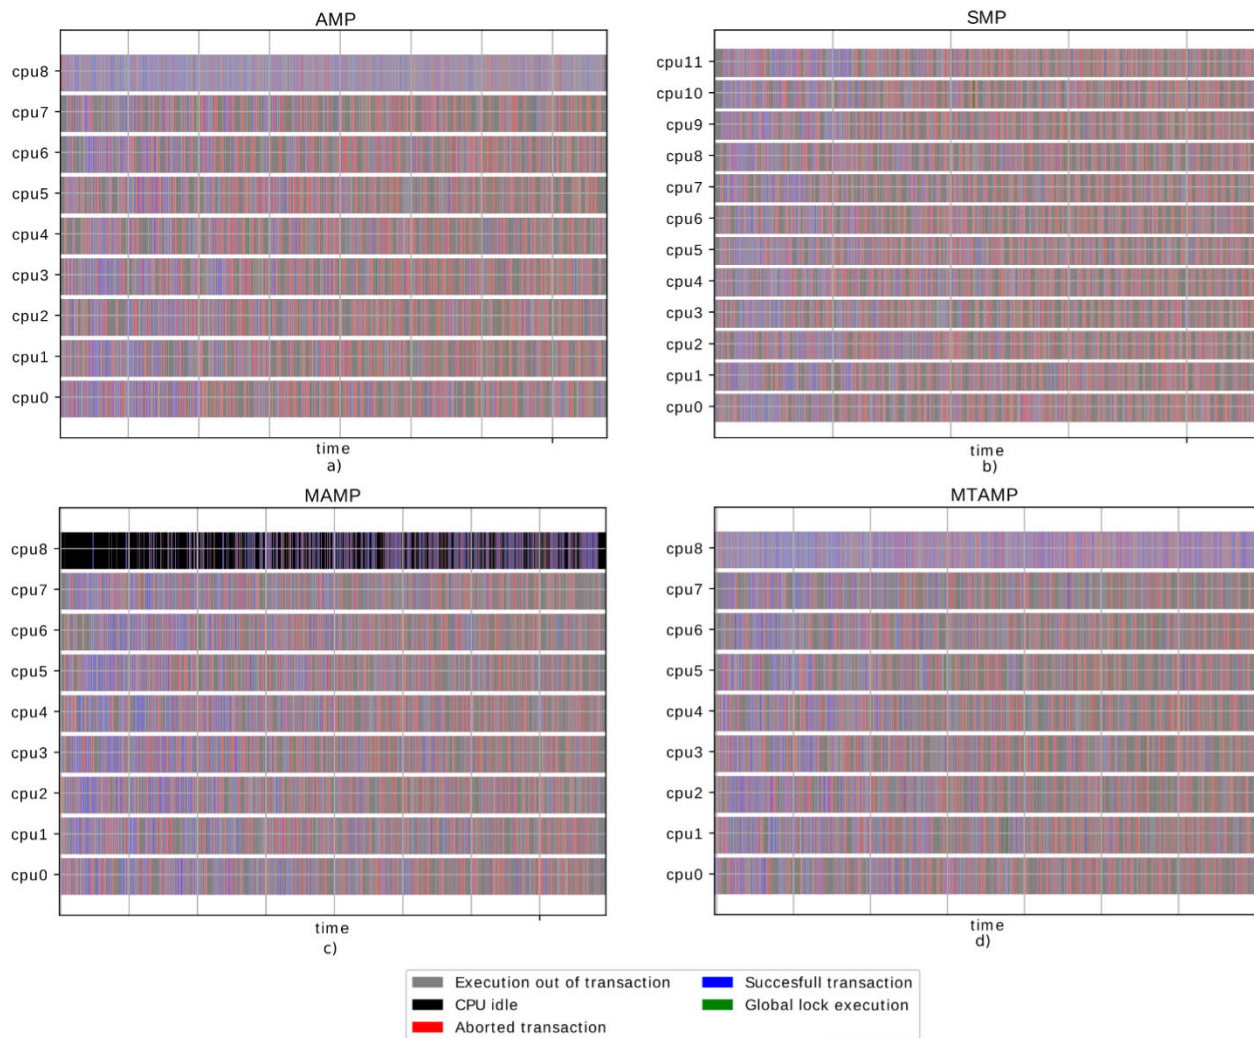 AMP
cpu8
cpu7
cpu6
cpu5
cpu4
cpu3
cpu2
cpu1
cpu0
time
a)
SMP
cpu11
cpu10
cpu9
cpu8
cpu7
cpu6
cpu5
cpu4
cpu3
cpu2
cpu1
cpu0
time
b)
MAMP
cpu8
cpu7
cpu6
cpu5
cpu4
cpu3
cpu2
cpu1
cpu0
time
c)
MTAMP
cpu8
cpu7
cpu6
cpu5
cpu4
cpu3
cpu2
cpu1
cpu0
time
d)
Execution out of transaction
CPU idle
Aborted transaction
Succesfull transaction
Global lock execution